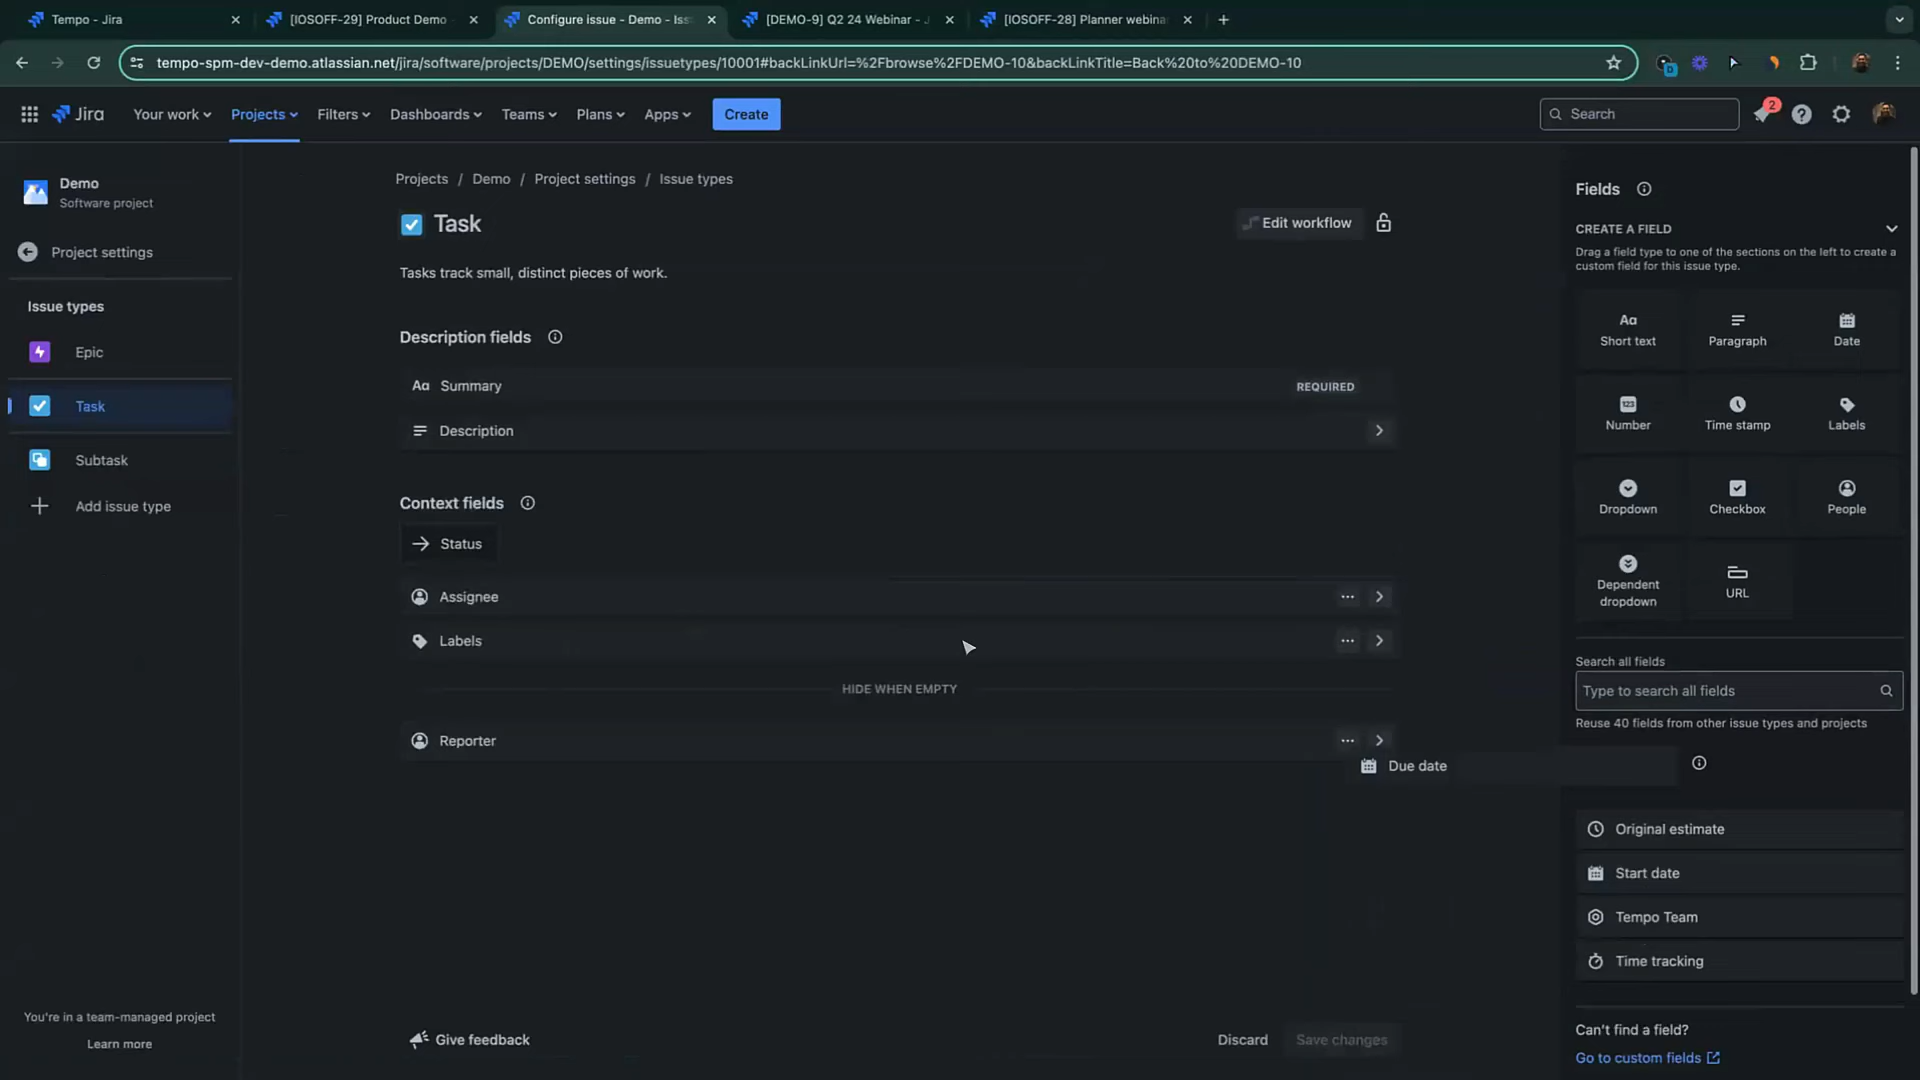 Tempo - Jira
[IOSOFF-29] Product Demo
Configure issue - Demo - Iss
[DEMO-9] Q2 24 Webinar - J
[IOSOFF-28] Planner webina
tempo-spm-dev-demo.atlassian.net/jira/software/projects/DEMO/settings/issuetypes/10001#backLinkUrl=%2Fbrowse%2FDEMO-10&backLinkTitle=Back%20to%20DEMO-10
Jira
Your work
Projects
Filters
Dashboards
Teams
Plans
Apps
Create
Search
2
Demo
Software project
Project settings
Issue types
Epic
Task
Subtask
Add issue type
You're in a team-managed project
Learn more
Projects / Demo / Project settings / Issue types
Task
Edit workflow
Tasks track small, distinct pieces of work.
Description fields
Aa Summary
REQUIRED
Description
Context fields
Status
Assignee
Labels
HIDE WHEN EMPTY
Reporter
Due date
Give feedback
Discard
Save changes
Fields
CREATE A FIELD
Drag a field type to one of the sections on the left to create a
custom field for this issue type.
Aa
Short text
Paragraph
Date
123
Number
Time stamp
Labels
Dropdown
Checkbox
People
Dependent
dropdown
URL
Search all fields
Type to search all fields
Reuse 40 fields from other issue types and projects
Original estimate
Start date
Tempo Team
Time tracking
Can't find a field?
Go to custom fields